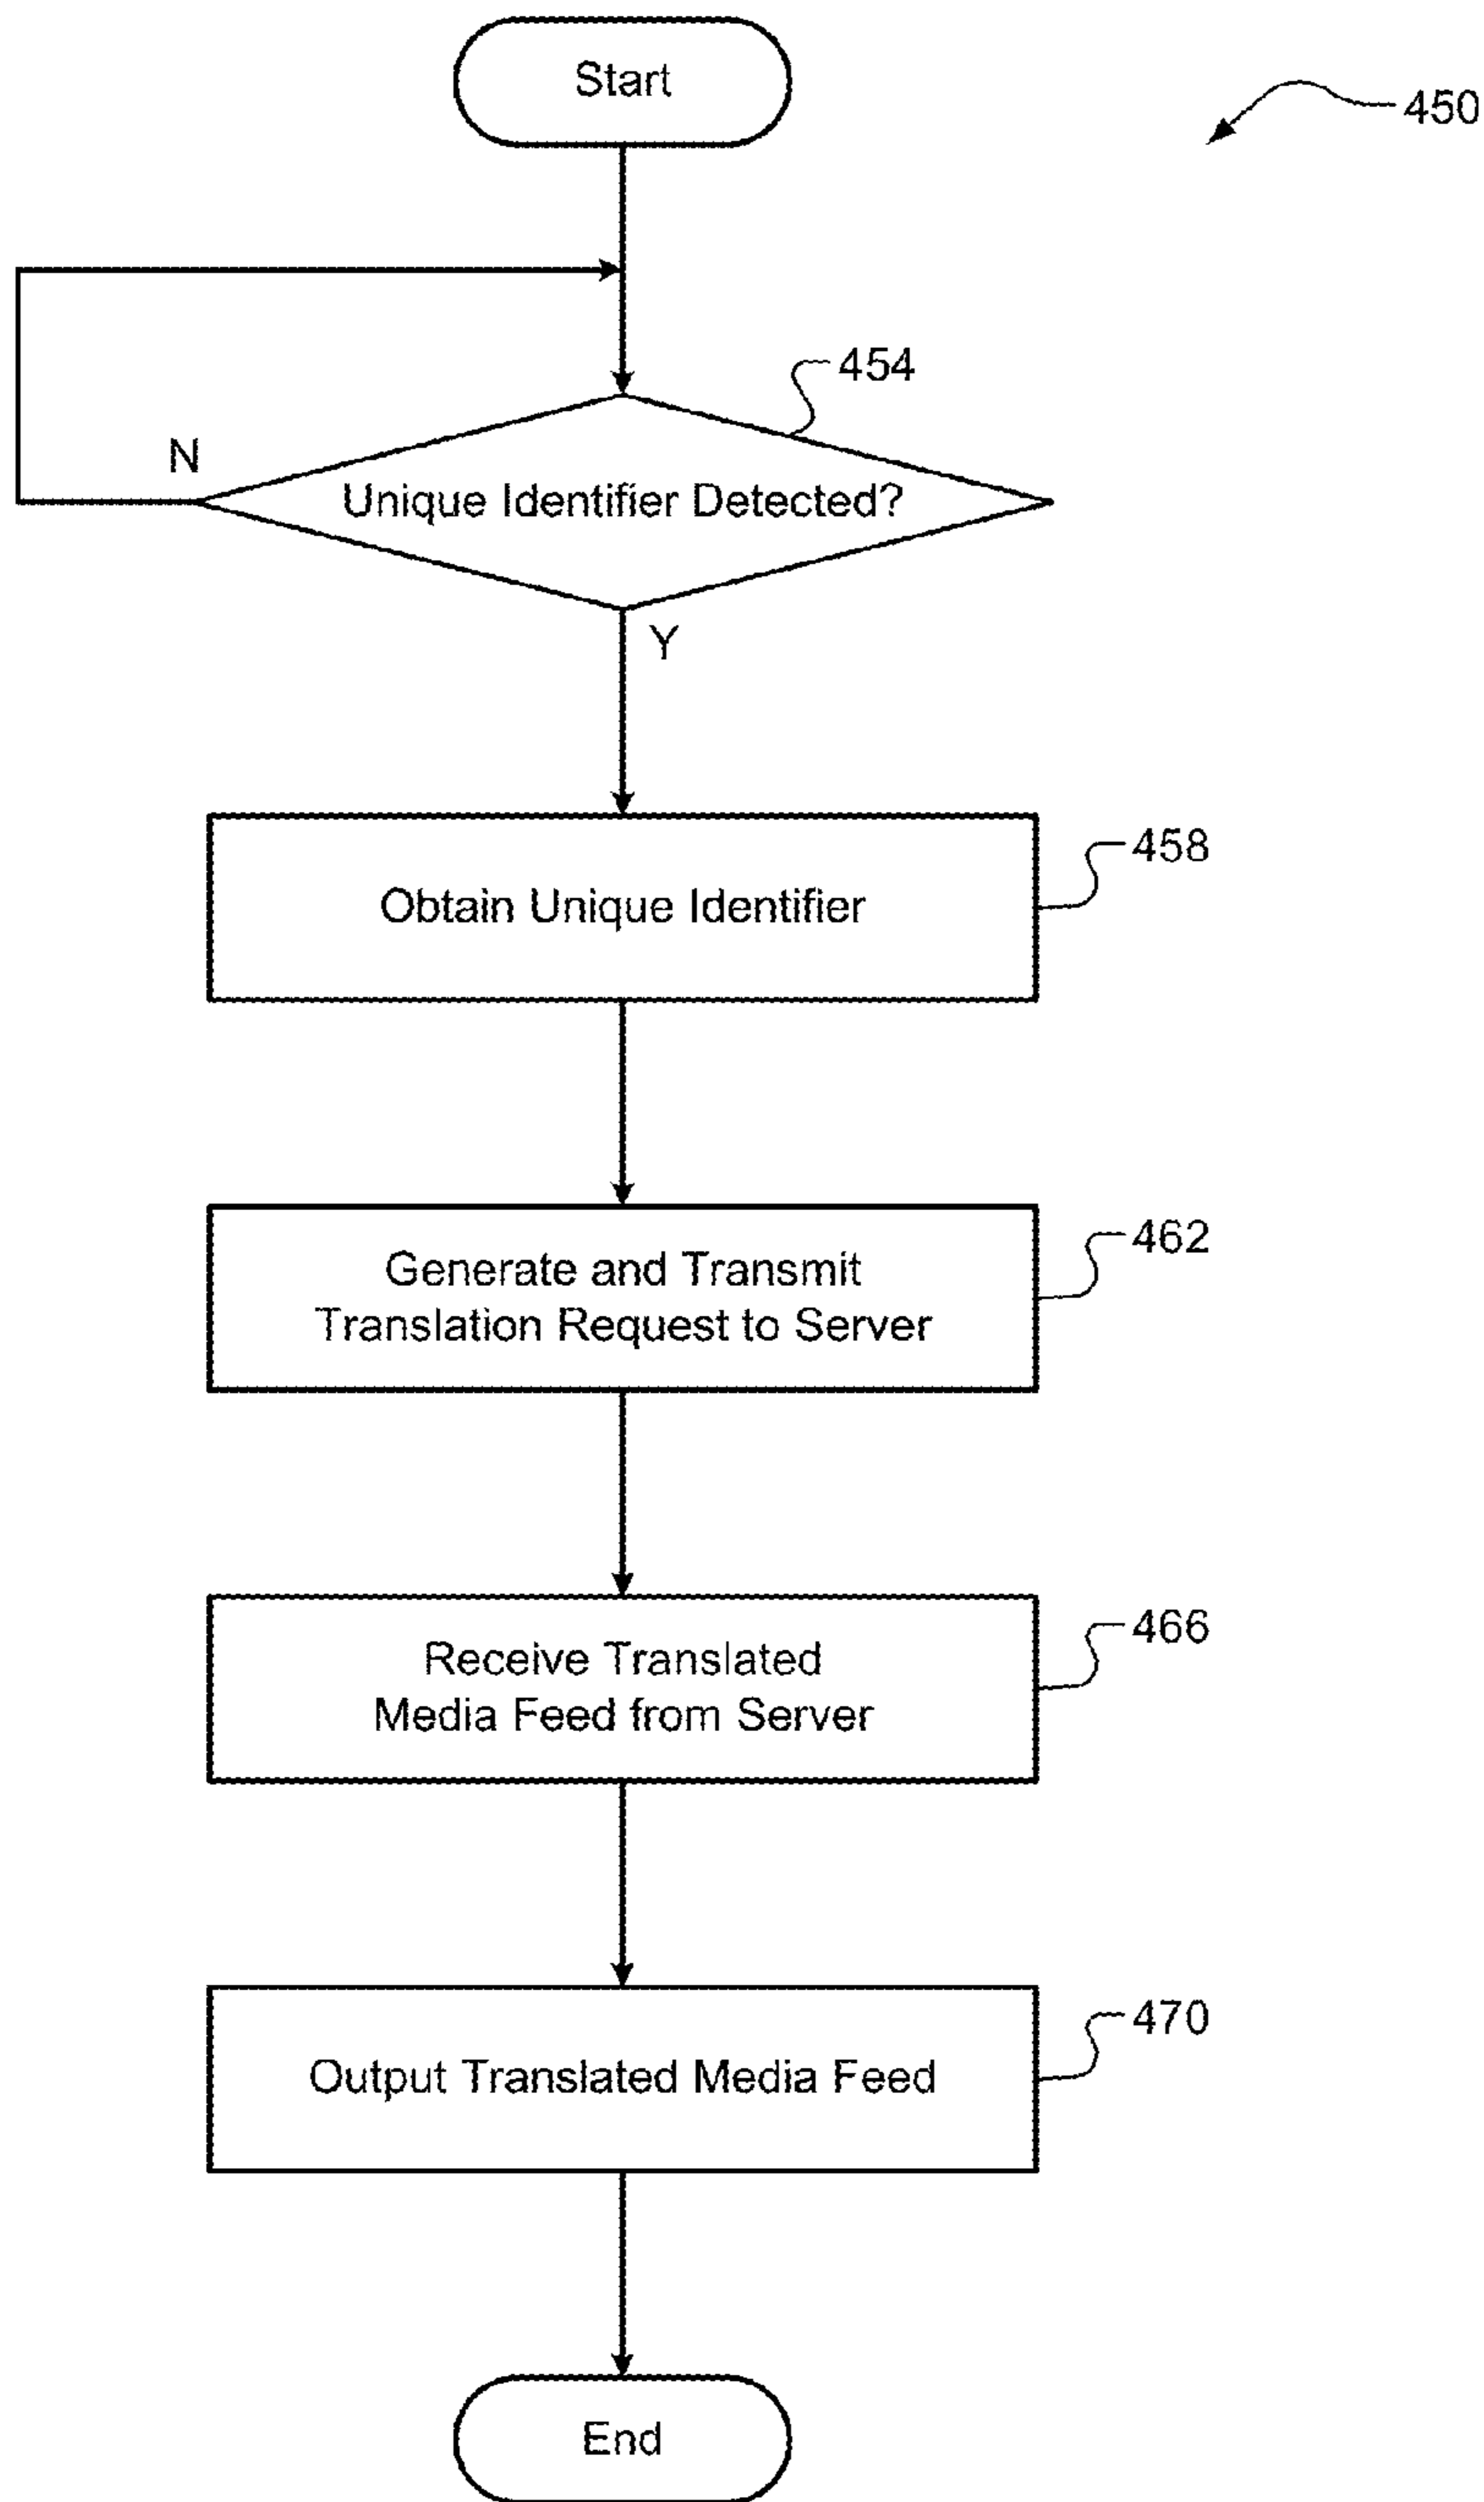 Start
450
454
N
Unique Identifier Detected?
Y
458
Obtain Unique Identifier
462
Generate and Transmit
Translation Request to Server
466
Receive Translated
Media Feed from Server
470
Output Translated Media Feed
End